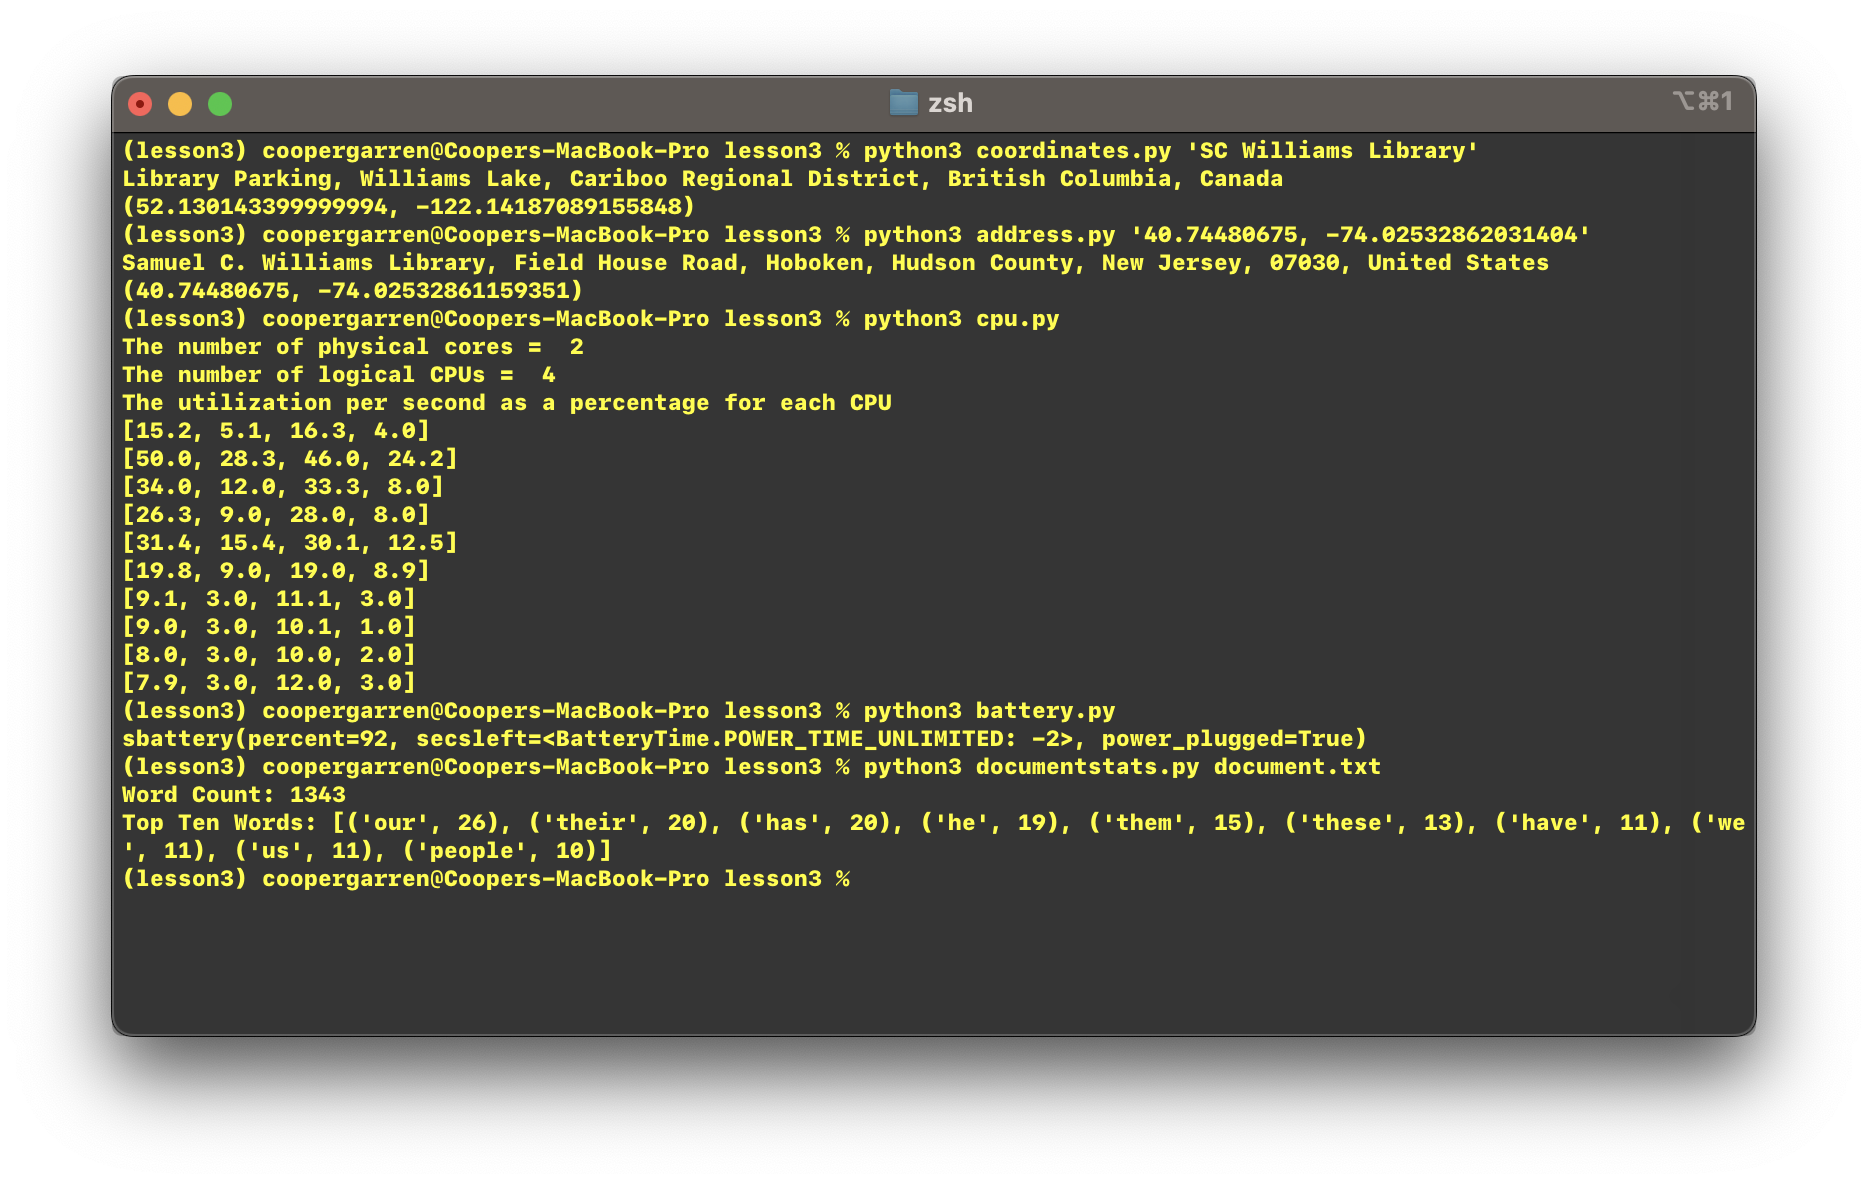 zsh
⌥⌘1
(lesson3) coopergarren@Coopers-MacBook-Pro lesson3 % python3 coordinates.py 'SC Williams Library'
Library Parking, Williams Lake, Cariboo Regional District, British Columbia, Canada
(52.130143399999994, -122.14187089155848)
(lesson3) coopergarren@Coopers-MacBook-Pro lesson3 % python3 address.py '40.74480675, -74.02532862031404'
Samuel C. Williams Library, Field House Road, Hoboken, Hudson County, New Jersey, 07030, United States
(40.74480675, -74.02532861159351)
(lesson3) coopergarren@Coopers-MacBook-Pro lesson3 % python3 cpu.py
The number of physical cores =  2
The number of logical CPUs =  4
The utilization per second as a percentage for each CPU
[15.2, 5.1, 16.3, 4.0]
[50.0, 28.3, 46.0, 24.2]
[34.0, 12.0, 33.3, 8.0]
[26.3, 9.0, 28.0, 8.0]
[31.4, 15.4, 30.1, 12.5]
[19.8, 9.0, 19.0, 8.9]
[9.1, 3.0, 11.1, 3.0]
[9.0, 3.0, 10.1, 1.0]
[8.0, 3.0, 10.0, 2.0]
[7.9, 3.0, 12.0, 3.0]
(lesson3) coopergarren@Coopers-MacBook-Pro lesson3 % python3 battery.py
sbattery(percent=92, secsleft=<BatteryTime.POWER_TIME_UNLIMITED: -2>, power_plugged=True)
(lesson3) coopergarren@Coopers-MacBook-Pro lesson3 % python3 documentstats.py document.txt
Word Count: 1343
Top Ten Words: [('our', 26), ('their', 20), ('has', 20), ('he', 19), ('them', 15), ('these', 13), ('have', 11), ('we
', 11), ('us', 11), ('people', 10)]
(lesson3) coopergarren@Coopers-MacBook-Pro lesson3 %